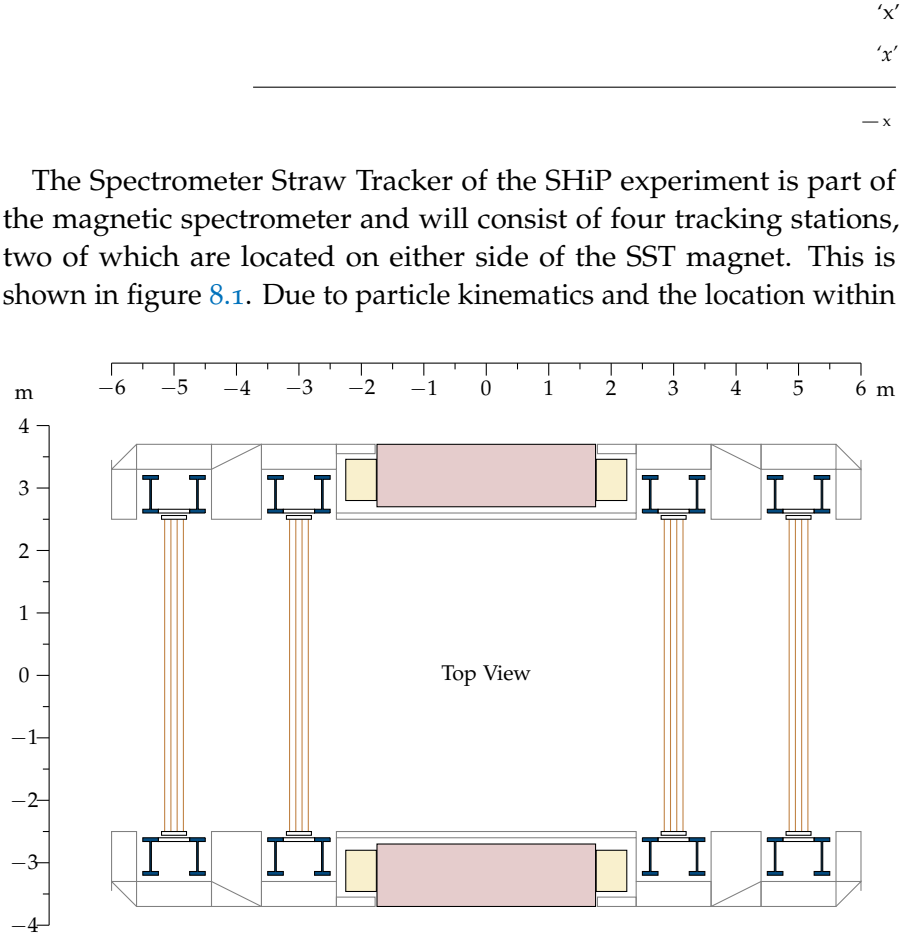 ‘x’
‘x’
— x
The Spectrometer Straw Tracker of the SHiP experiment is part of
the magnetic spectrometer and will consist of four tracking stations,
two of which are located on either side of the SST magnet. This is
shown in figure 8.1. Due to particle kinematics and the location within
−6 −5 −4 −3 −2 −1 0 1 2 3 4 5 6 m
m
4
3
2
1
0
Top View
−1
−2
−3
−4